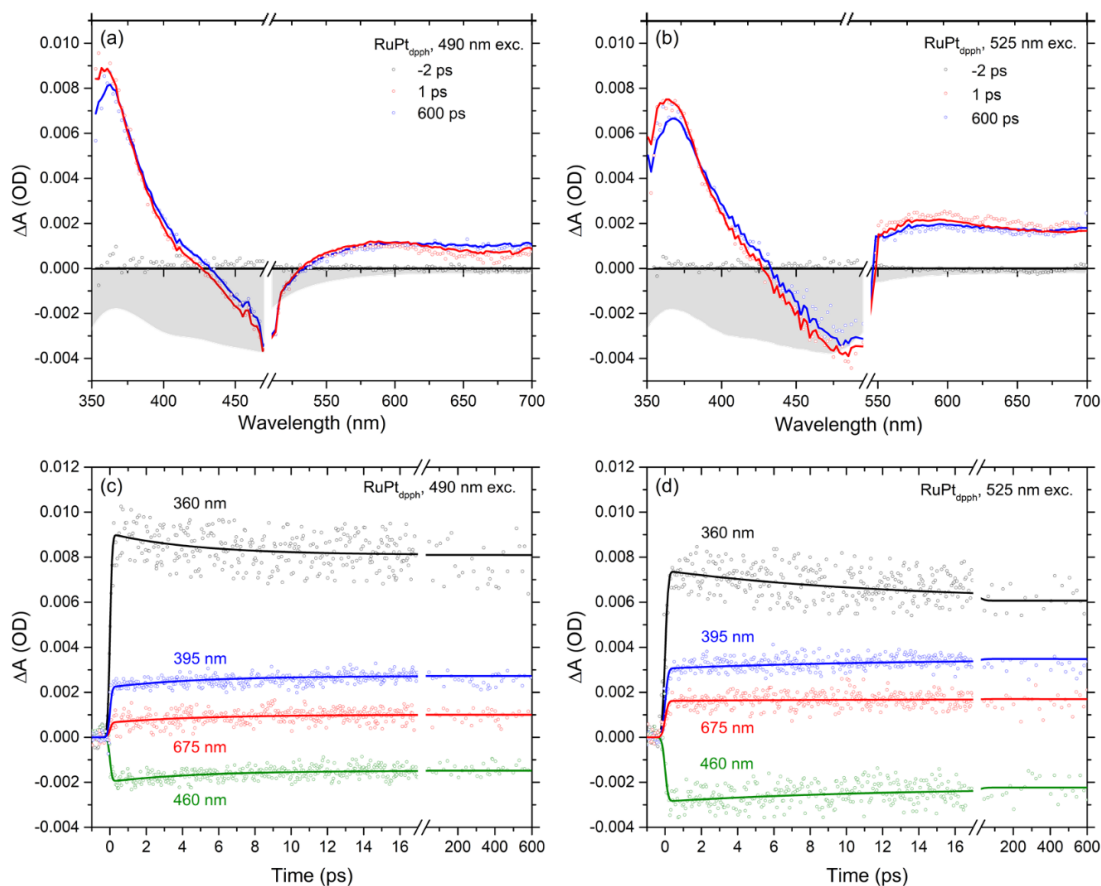 (a)
RuPt_dpph, 490 nm exc.
-2 ps
1 ps
600 ps
ΔA (OD)
0.010
0.008
0.006
0.004
0.002
0.000
-0.002
-0.004
350 400 450 550 600 650 700
Wavelength (nm)
(b)
RuPt_dpph, 525 nm exc.
-2 ps
1 ps
600 ps
ΔA (OD)
0.010
0.008
0.006
0.004
0.002
0.000
-0.002
-0.004
350 400 450 550 600 650 700
Wavelength (nm)
(c)
RuPt_dpph, 490 nm exc.
360 nm
395 nm
675 nm
460 nm
ΔA (OD)
0.012
0.010
0.008
0.006
0.004
0.002
0.000
-0.002
-0.004
0 2 4 6 8 10 12 14 16 200 400 600
Time (ps)
(d)
RuPt_dpph, 525 nm exc.
360 nm
395 nm
675 nm
460 nm
ΔA (OD)
0.012
0.010
0.008
0.006
0.004
0.002
0.000
-0.002
-0.004
0 2 4 6 8 10 12 14 16 100 200 300 400 500 600
Time (ps)